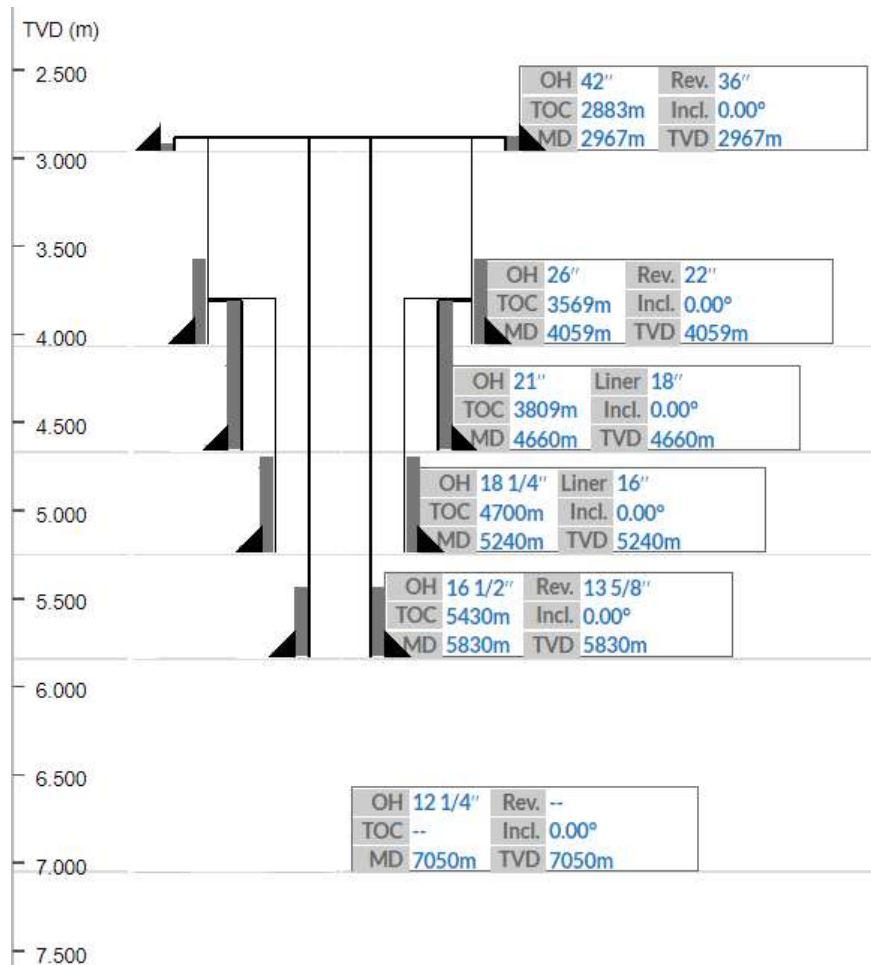 TVD (m)
2.500
OH 42″ Rev. 36″
TOC 2883m Incl. 0.00°
MD 2967m TVD 2967m
3.000
3.500
OH 26″ Rev. 22″
TOC 3569m Incl. 0.00°
MD 4059m TVD 4059m
4.000
OH 21″ Liner 18″
TOC 3809m Incl. 0.00°
MD 4660m TVD 4660m
4.500
OH 18 1/4″ Liner 16″
TOC 4700m Incl. 0.00°
MD 5240m TVD 5240m
5.000
5.500
OH 16 1/2″ Rev. 13 5/8″
TOC 5430m Incl. 0.00°
MD 5830m TVD 5830m
6.000
6.500
OH 12 1/4″ Rev. --
TOC -- Incl. 0.00°
MD 7050m TVD 7050m
7.000
7.500